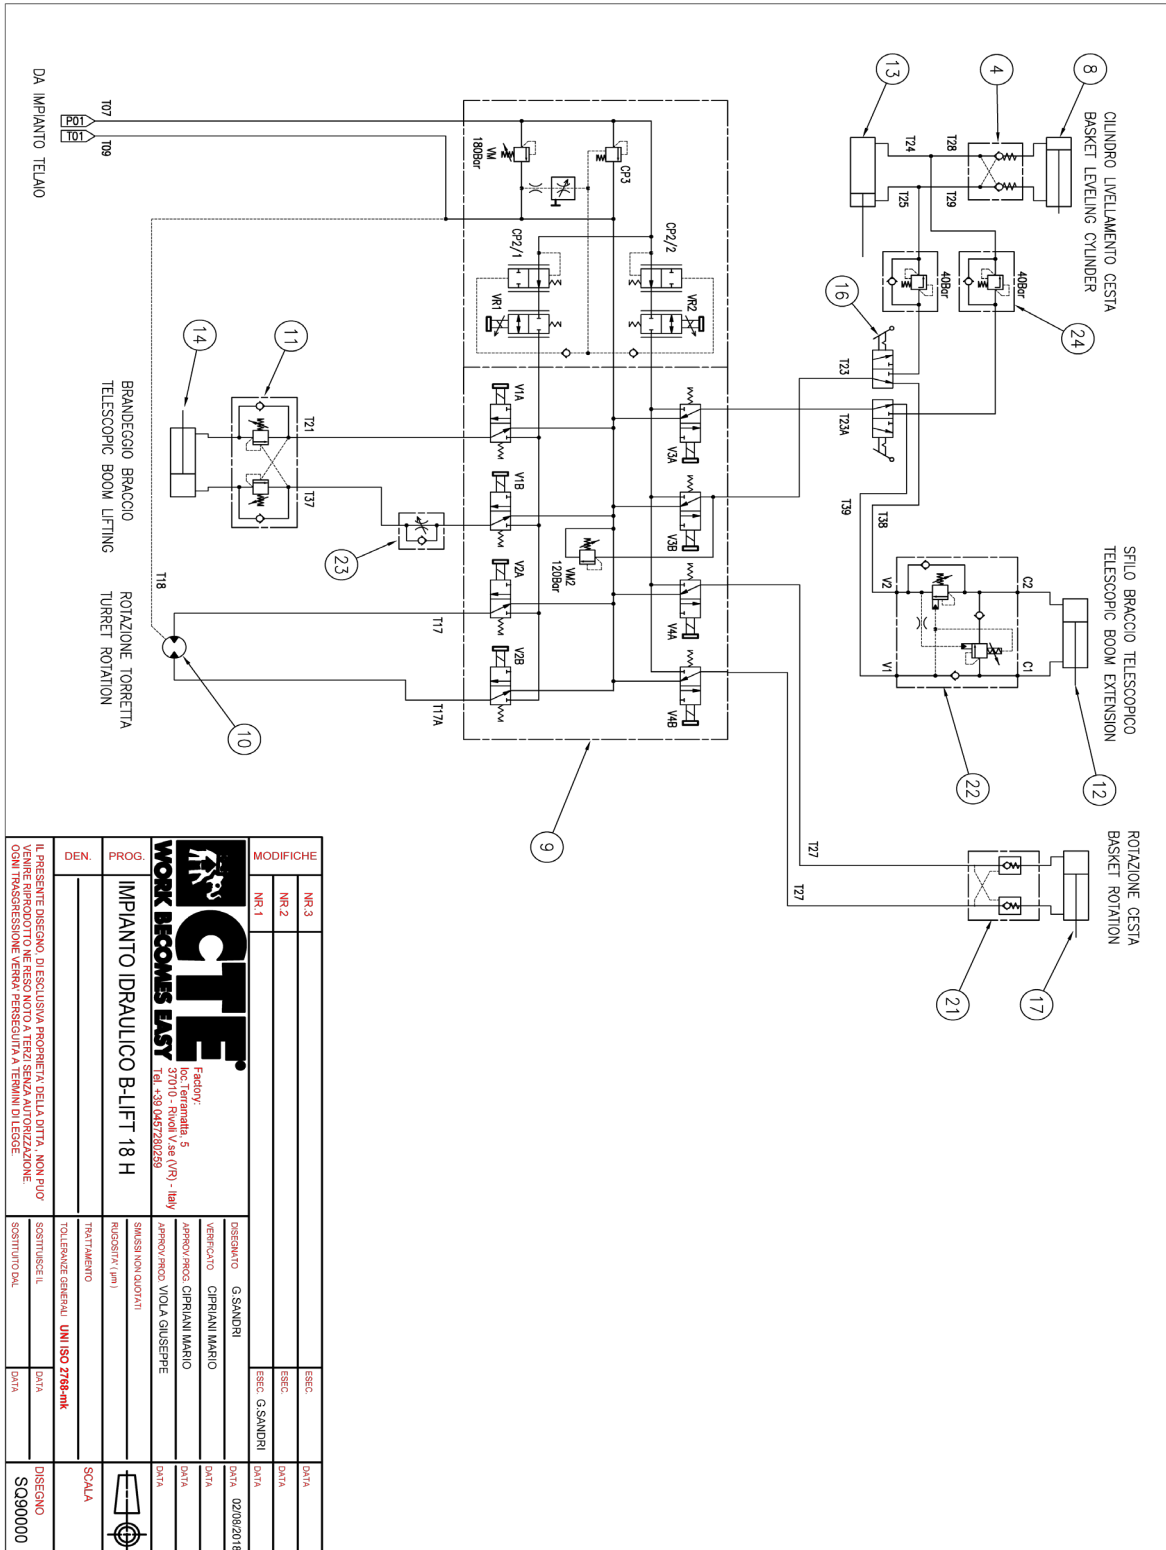 CILINDRO LIVELLAMENTO CESTA
BASKET LEVELING CYLINDER
SFILO BRACCIO TELESCOPICO
TELESCOPIC BOOM EXTENSION
ROTAZIONE CESTA
BASKET ROTATION
8
4
13
12
22
17
21
T28
T24
T29
T25
40Bar
40Bar
24
16
T23
T23A
T39
T38
V2
V1
C2
C1
T27
T27
9
CP3
VM
180Bar
CP2/2
CP2/1
VR2
VR1
V3A
V3B
V4A
V4B
VM2
120Bar
V1A
V1B
V2A
V2B
T07
P01
T01
T09
DA IMPIANTO TELAIO
14
11
T21
T37
23
T17
T17A
T18
10
BRANDEGGIO BRACCIO
TELESCOPIC BOOM LIFTING
ROTAZIONE TORRETTA
TURRET ROTATION
MODIFICHE
NR.3
NR.2
NR.1
ESEC.
ESEC.
ESEC. G.SANDRI
DATA
DATA
DATA
CTE
WORK BECOMES EASY
Factory:
loc.Terramatta, 5
37010 - Rivoli V.se (VR) - Italy
Tel. +39 0457280259
DISEGNATO G.SANDRI
DATA 02/08/2018
VERIFICATO CIPRIANI MARIO
DATA
APPROV.PROG. CIPRIANI MARIO
DATA
APPROV.PROD. VIOLA GIUSEPPE
DATA
PROG.
IMPIANTO IDRAULICO B-LIFT 18 H
SMUSSI NON QUOTATI
RUGOSITA' ( µm )
DEN.
TRATTAMENTO
TOLLERANZE GENERALI UNI ISO 2768-mk
SCALA
IL PRESENTE DISEGNO, DI ESCLUSIVA PROPRIETA' DELLA DITTA , NON PUO'
VENIRE RIPRODOTTO NE RESO NOTO A TERZI SENZA AUTORIZZAZIONE.
OGNI TRASGRESSIONE VERRA' PERSEGUITA A TERMINI DI LEGGE.
SOSTITUISCE IL
DATA
SOSTITUITO DAL
DATA
DISEGNO
SQ90000